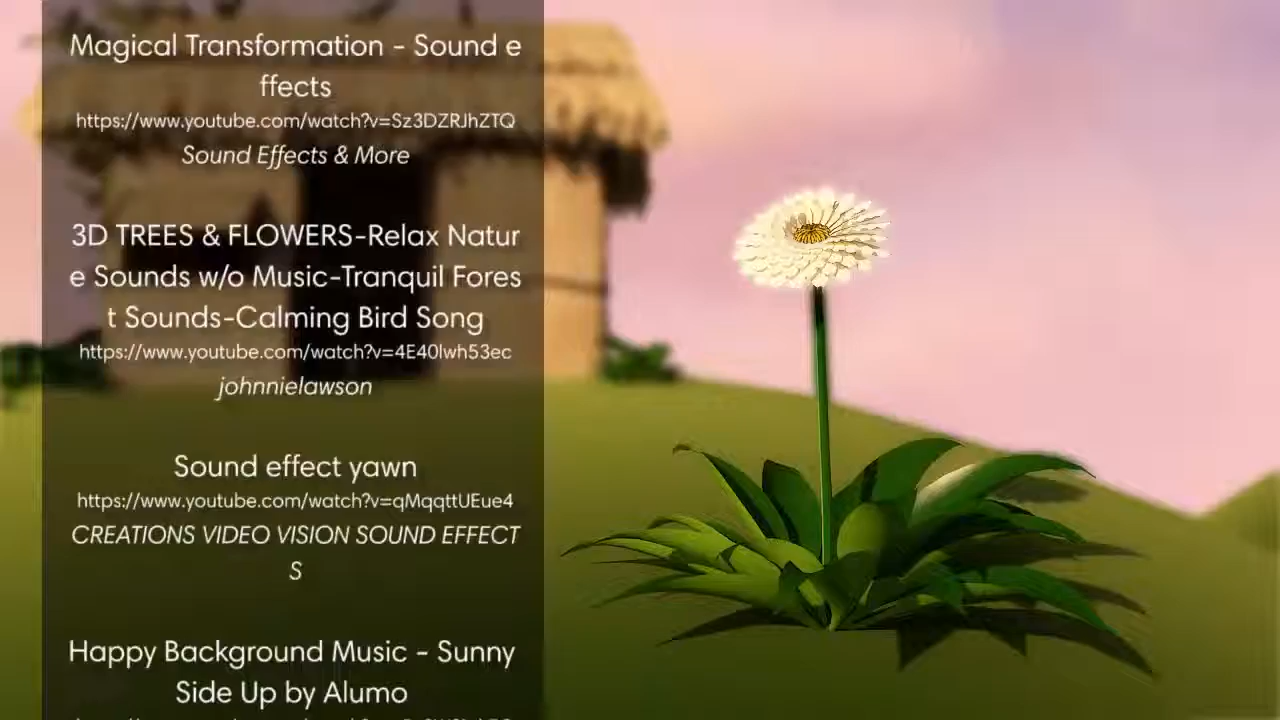 Magical Transformation - Sound e
ffects
https://www.youtube.com/watch?v=Sz3DZRJhZTQ
Sound Effects & More
3D TREES & FLOWERS-Relax Natur
e Sounds w/o Music-Tranquil Fores
t Sounds-Calming Bird Song
https://www.youtube.com/watch?v=4E40lwh53ec
johnnielawson
Sound effect yawn
https://www.youtube.com/watch?v=qMqqttUEue4
CREATIONS VIDEO VISION SOUND EFFECT
S
Happy Background Music - Sunny
Side Up by Alumo